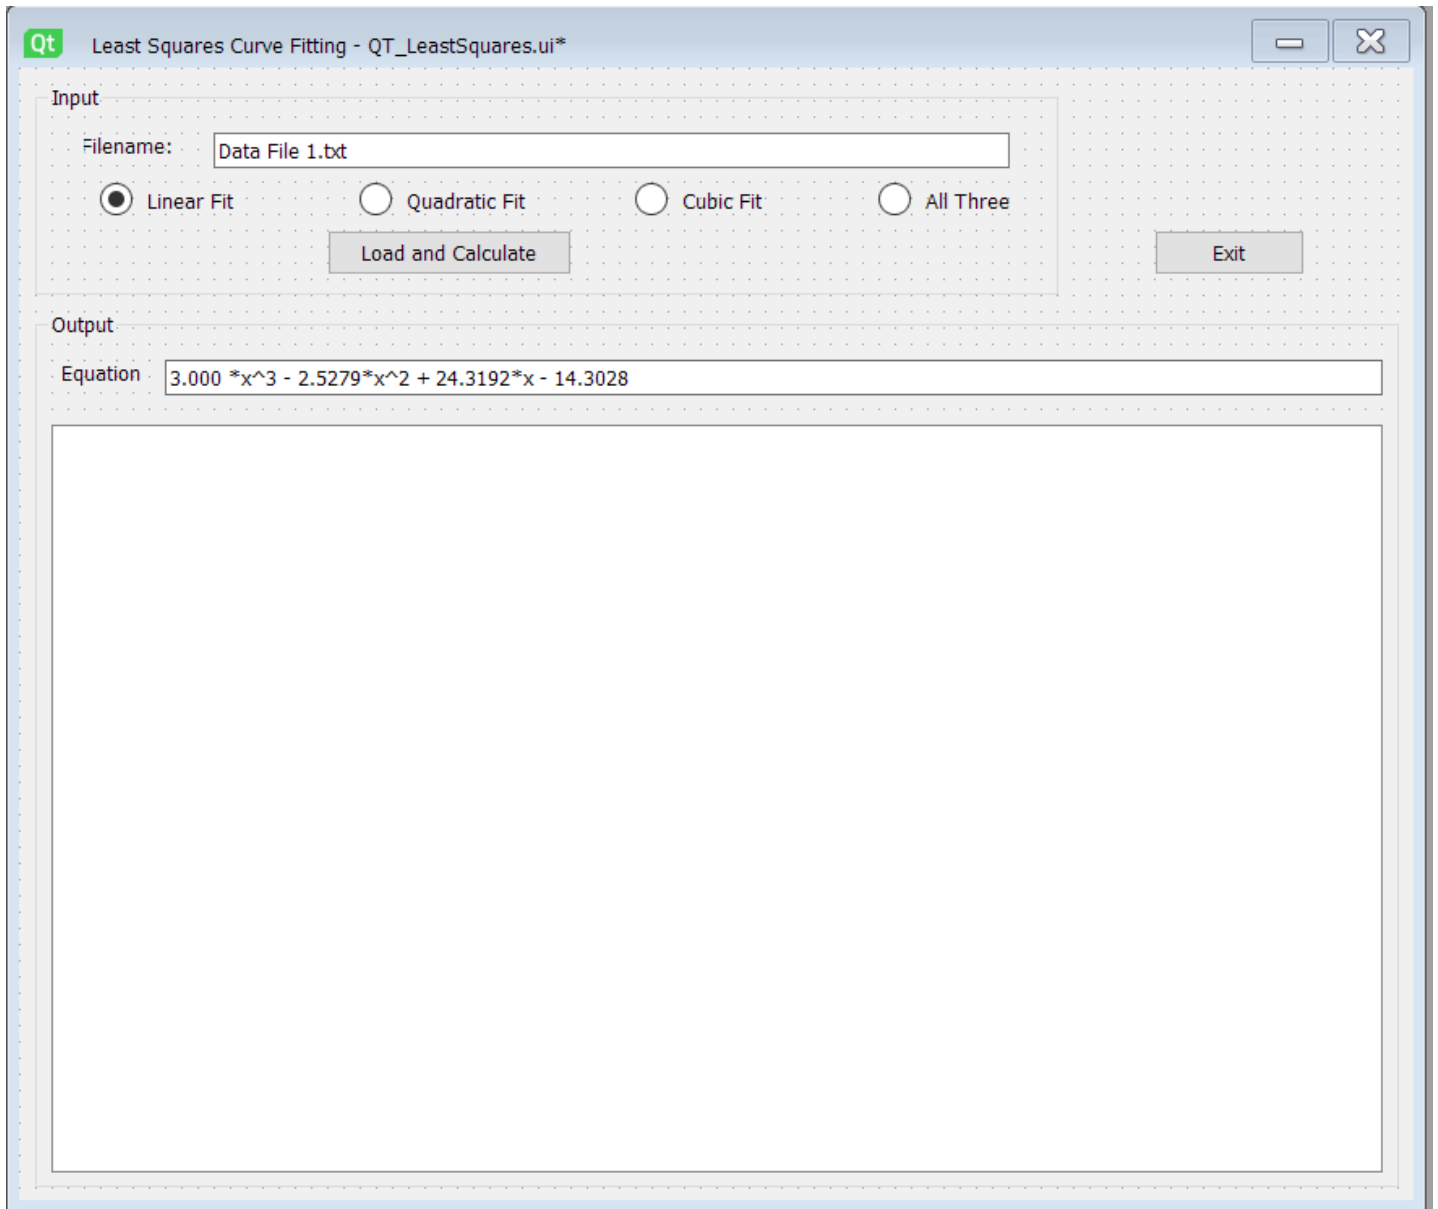 Qt Least Squares Curve Fitting - QT_LeastSquares.ui*
Input
Filename: Data File 1.txt
Linear Fit Quadratic Fit Cubic Fit All Three
Load and Calculate Exit
Output
Equation 3.000 *x^3 - 2.5279*x^2 + 24.3192*x - 14.3028